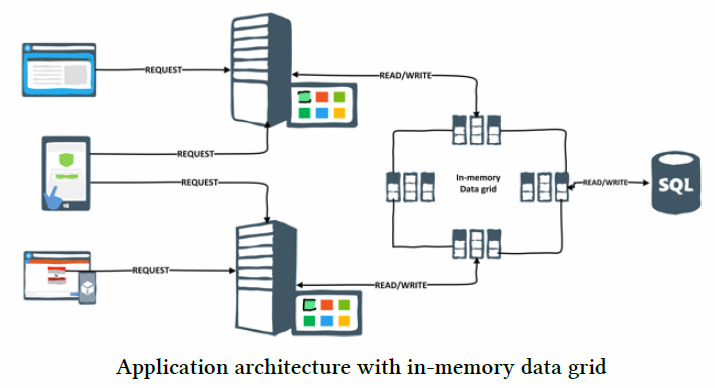 REQUEST
READ/WRITE
REQUEST
REQUEST
In-memory
Data grid
READ/WRITE
SQL
REQUEST
READ/WRITE
Application architecture with in-memory data grid